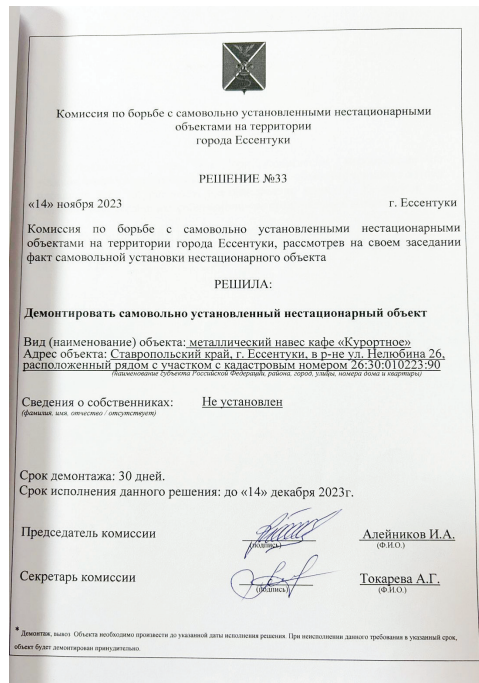 Комиссия по борьбе с самовольно установленными нестационарными
объектами на территории
города Ессентуки
РЕШЕНИЕ №33
«14» ноября 2023 г. Ессентуки
Комиссия по борьбе с самовольно установленными нестационарными
объектами на территории города Ессентуки, рассмотрев на своем заседании
факт самовольной установки нестационарного объекта
РЕШИЛА:
Демонтировать самовольно установленный нестационарный объект
Вид (наименование) объекта: металлический навес кафе «Курортное»
Адрес объекта: Ставропольский край, г. Ессентуки, в р-не ул. Нелюбина 26,
расположенный рядом с участком с кадастровым номером 26:30:010223:90
(наименование субъекта Российской Федерации, района, город, улицы, номера дома и квартиры)
Сведения о собственниках: Не установлен
(фамилия, имя, отчество / отсутствует)
Срок демонтажа: 30 дней.
Срок исполнения данного решения: до «14» декабря 2023г.
Председатель комиссии Алейников И.А.
(подпись) (Ф.И.О.)
Секретарь комиссии Токарева А.Г.
(подпись) (Ф.И.О.)
* Демонтаж, вывоз Объекта необходимо произвести до указанной даты исполнения решения. При неисполнении данного требования в указанный срок,
объект будет демонтирован принудительно.